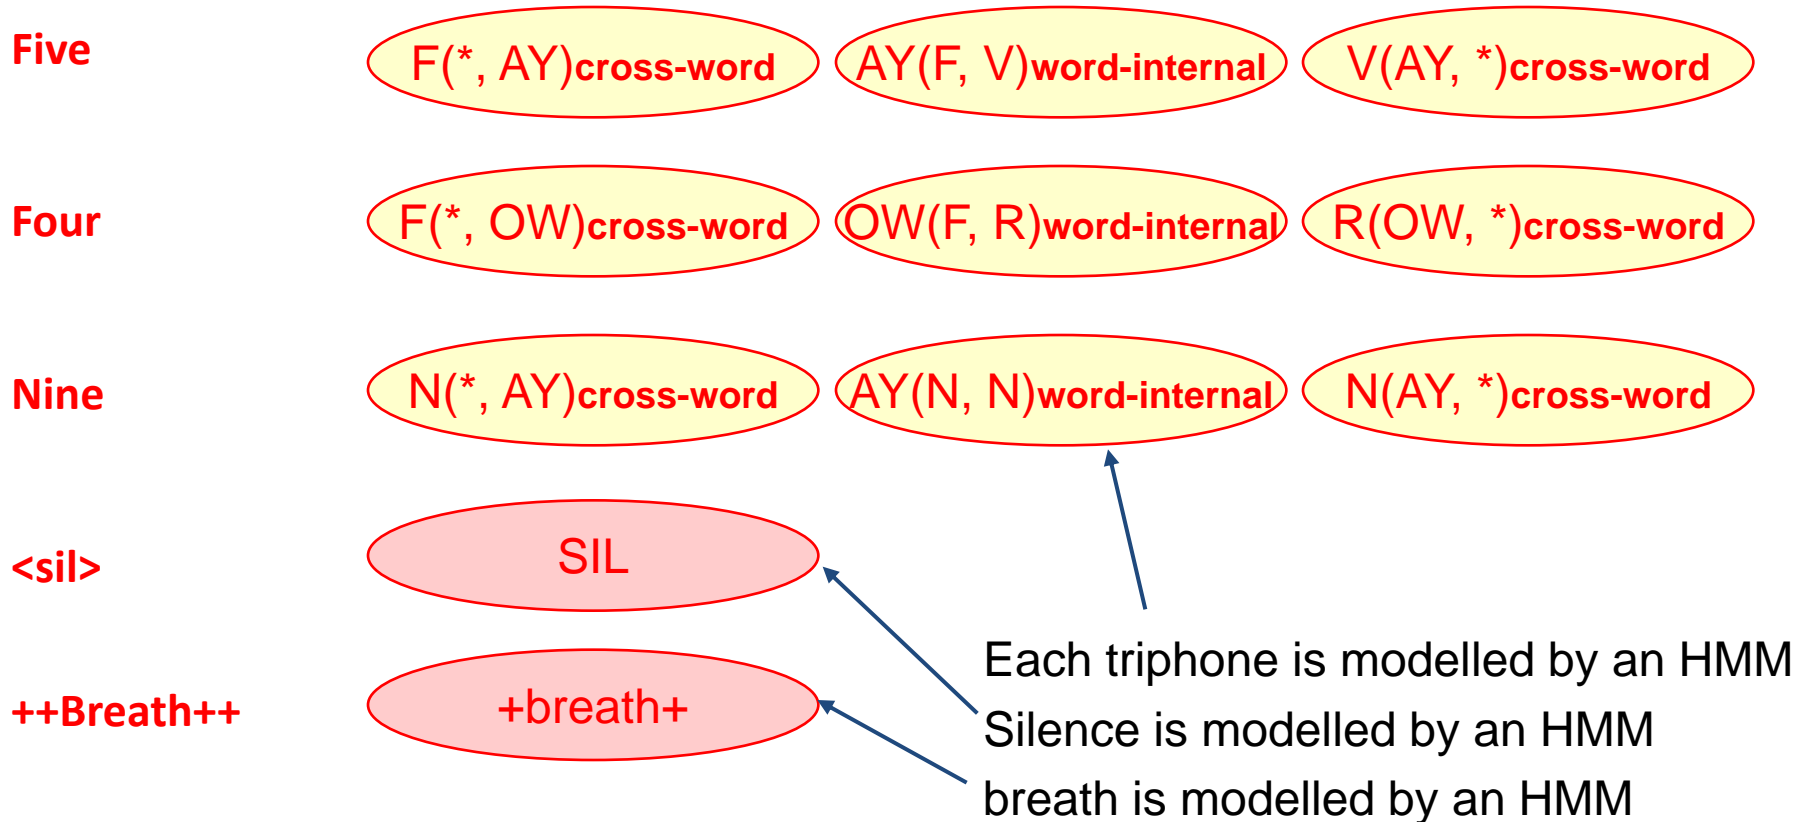 Five F(*, AY)cross-word AY(F, V)word-internal V(AY, *)cross-word
Four F(*, OW)cross-word OW(F, R)word-internal R(OW, *)cross-word
Nine N(*, AY)cross-word AY(N, N)word-internal N(AY, *)cross-word
<sil> SIL
++Breath++ +breath+
Each triphone is modelled by an HMM
Silence is modelled by an HMM
breath is modelled by an HMM